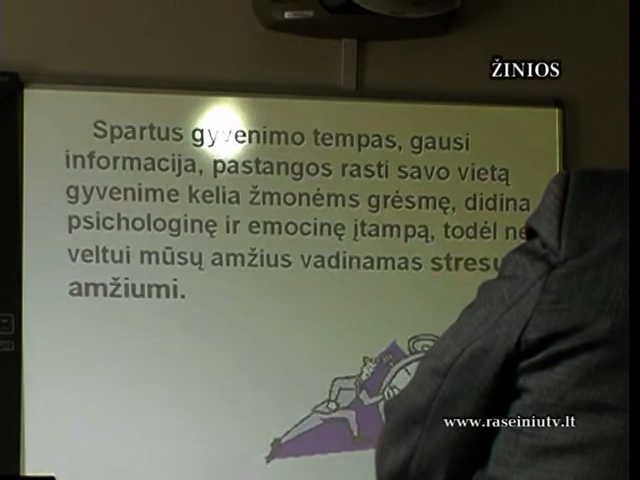 ŽINIOS
Spartus gyvenimo tempas, gausi
informacija, pastangos rasti savo vietą
gyvenime kelia žmonėms grėsmę, didina
psichologinę ir emocinę įtampą, todėl ne
veltui mūsų amžius vadinamas streso
amžiumi.
www.raseiniutv.lt